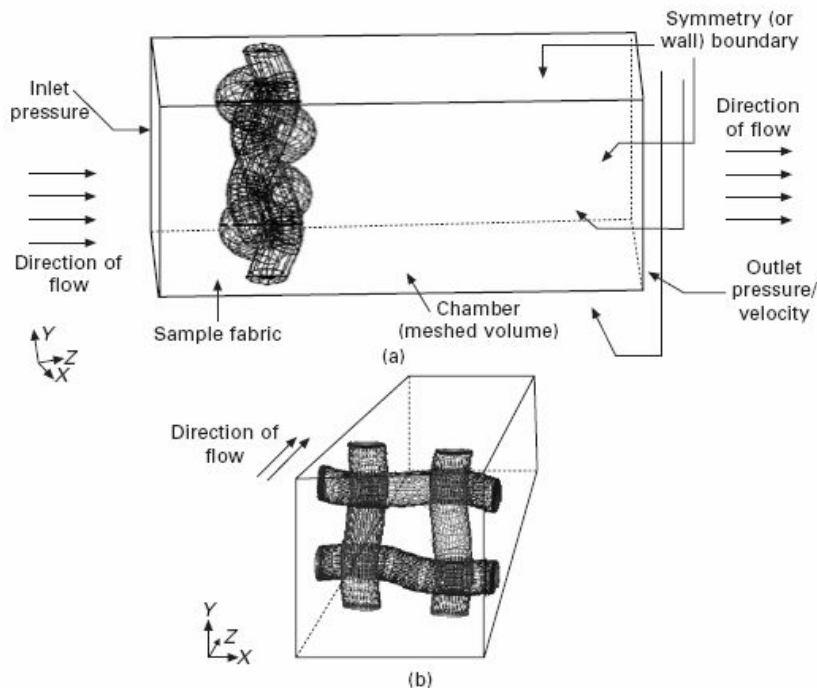 Symmetry (or
wall) boundary
Inlet
pressure
Direction
of flow
Direction of
flow
Sample fabric
Chamber
(meshed volume)
Outlet
pressure/
velocity
Y
Z
X
(a)
Direction of
flow
Y
Z
X
(b)